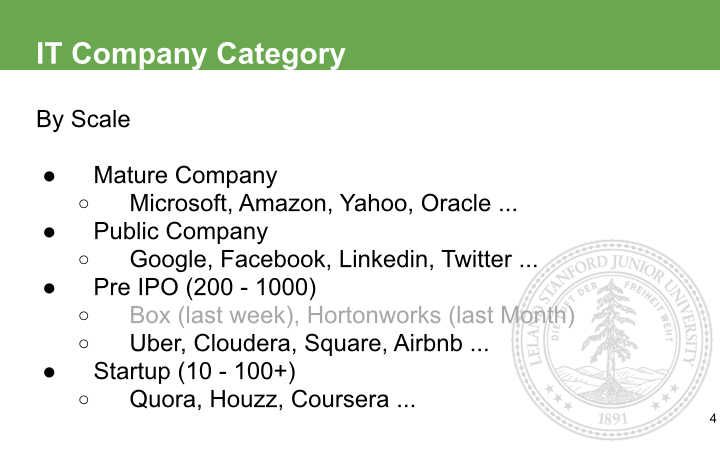 IT Company Category
By Scale
● Mature Company
○ Microsoft, Amazon, Yahoo, Oracle ...
● Public Company
○ Google, Facebook, Linkedin, Twitter ...
● Pre IPO (200 - 1000)
○ Box (last week), Hortonworks (last Month)
○ Uber, Cloudera, Square, Airbnb ...
● Startup (10 - 100+)
○ Quora, Houzz, Coursera ...
LELAND STANFORD JUNIOR UNIVERSITY
DIE LUFT DER FREIHEIT WEHT
1891
4